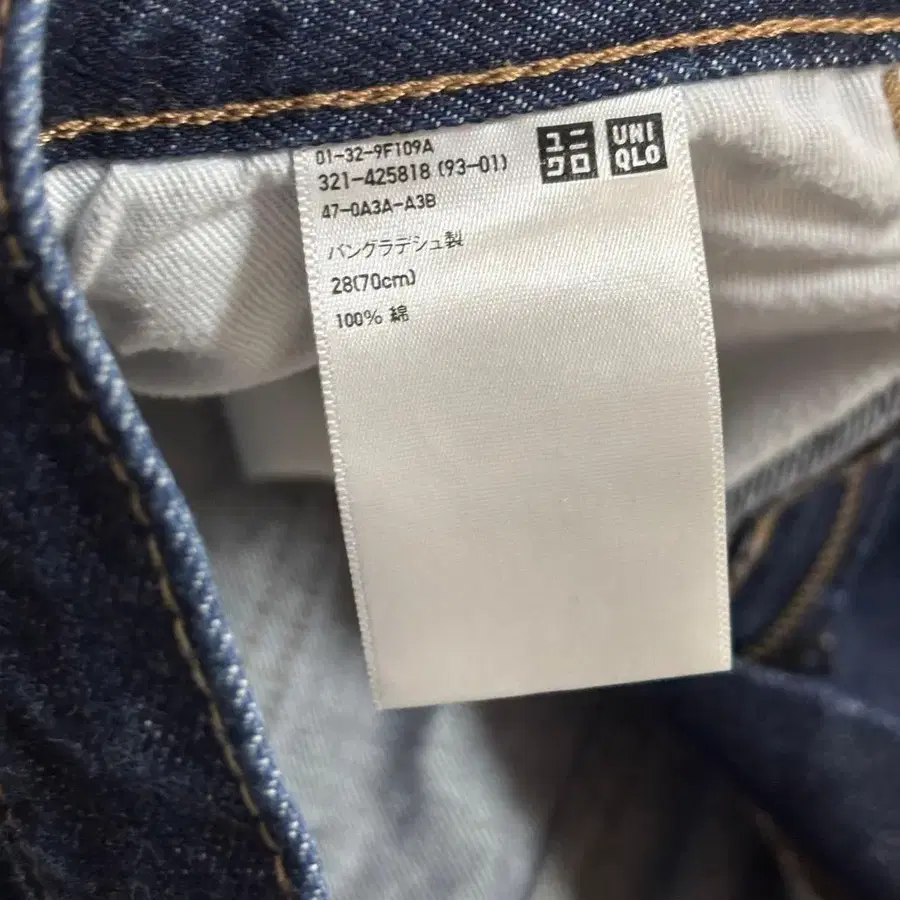 01-32-9F109A
321-425818 (93-01)
47-0A3A-A3B
バングラデシュ製
28(70cm)
100% 綿
ユニ
クロ
UNI
QLO